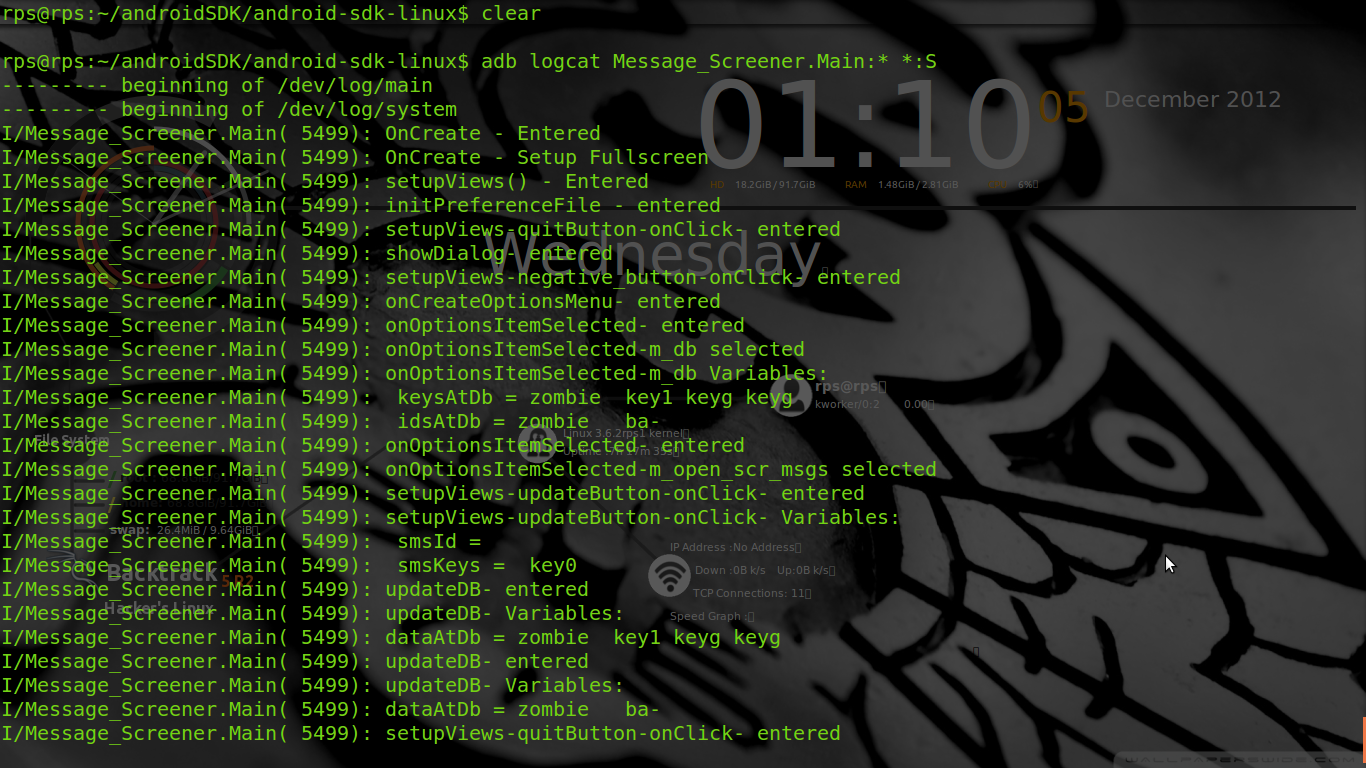 rps@rps:~/androidSDK/android-sdk-linux$ clear
rps@rps:~/androidSDK/android-sdk-linux$ adb logcat Message_Screener.Main:* *:S
--------- beginning of /dev/log/main
--------- beginning of /dev/log/system
I/Message_Screener.Main( 5499): OnCreate - Entered
I/Message_Screener.Main( 5499): OnCreate - Setup Fullscreen
I/Message_Screener.Main( 5499): setupViews() - Entered
I/Message_Screener.Main( 5499): initPreferenceFile - entered
I/Message_Screener.Main( 5499): setupViews-quitButton-onClick- entered
I/Message_Screener.Main( 5499): showDialog- entered
I/Message_Screener.Main( 5499): setupViews-negative_button-onClick- entered
I/Message_Screener.Main( 5499): onCreateOptionsMenu- entered
I/Message_Screener.Main( 5499): onOptionsItemSelected- entered
I/Message_Screener.Main( 5499): onOptionsItemSelected-m_db selected
I/Message_Screener.Main( 5499): onOptionsItemSelected-m_db Variables:
I/Message_Screener.Main( 5499):  keysAtDb = zombie  key1 keyg keyg
I/Message_Screener.Main( 5499):  idsAtDb = zombie   ba-
I/Message_Screener.Main( 5499): onOptionsItemSelected- entered
I/Message_Screener.Main( 5499): onOptionsItemSelected-m_open_scr_msgs selected
I/Message_Screener.Main( 5499): setupViews-updateButton-onClick- entered
I/Message_Screener.Main( 5499): setupViews-updateButton-onClick- Variables:
I/Message_Screener.Main( 5499):  smsId =
I/Message_Screener.Main( 5499):  smsKeys =  key0
I/Message_Screener.Main( 5499): updateDB- entered
I/Message_Screener.Main( 5499): updateDB- Variables:
I/Message_Screener.Main( 5499): dataAtDb = zombie  key1 keyg keyg
I/Message_Screener.Main( 5499): updateDB- entered
I/Message_Screener.Main( 5499): updateDB- Variables:
I/Message_Screener.Main( 5499): dataAtDb = zombie   ba-
I/Message_Screener.Main( 5499): setupViews-quitButton-onClick- entered
01:10 05 December 2012
HD 18.2GiB/91.7GiB RAM 1.48GiB/2.81GiB 6%
Wednesday
rps@rps
kworker/0:2 0.00
File System
Linux 3.6.2rps1 kernel
swap: 26.4MiB / 9.64GiB
IP Address :No Address
Down :0B k/s Up:0B k/s
TCP Connections: 11
Speed Graph :
Backtrack 5 R2
Hacker's Linux